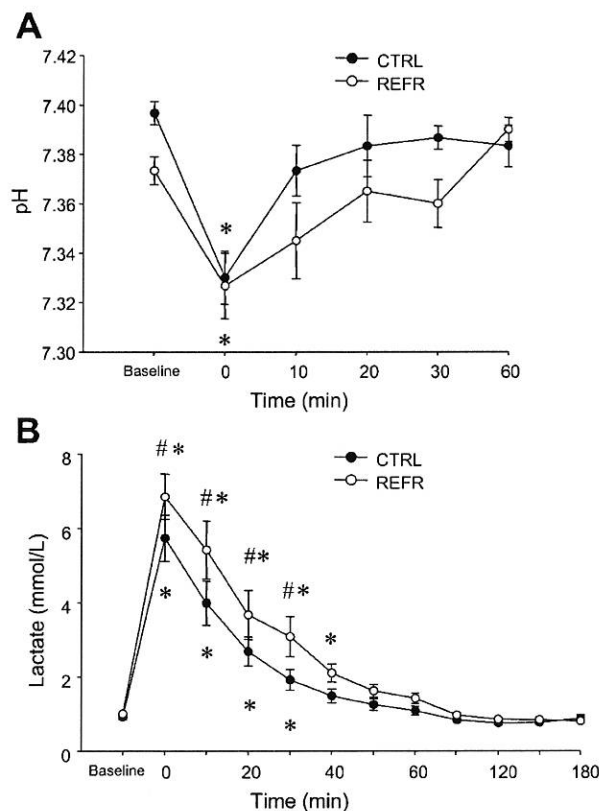 A
7.42
7.40
7.38
7.36
7.34
7.32
7.30
pH
CTRL
REFR
*
*
Baseline 0 10 20 30 60
Time (min)
B
8
6
4
2
0
Lactate (mmol/L)
CTRL
REFR
#*
#*
#*
#*
*
*
*
*
*
Baseline 0 20 40 60 120 180
Time (min)